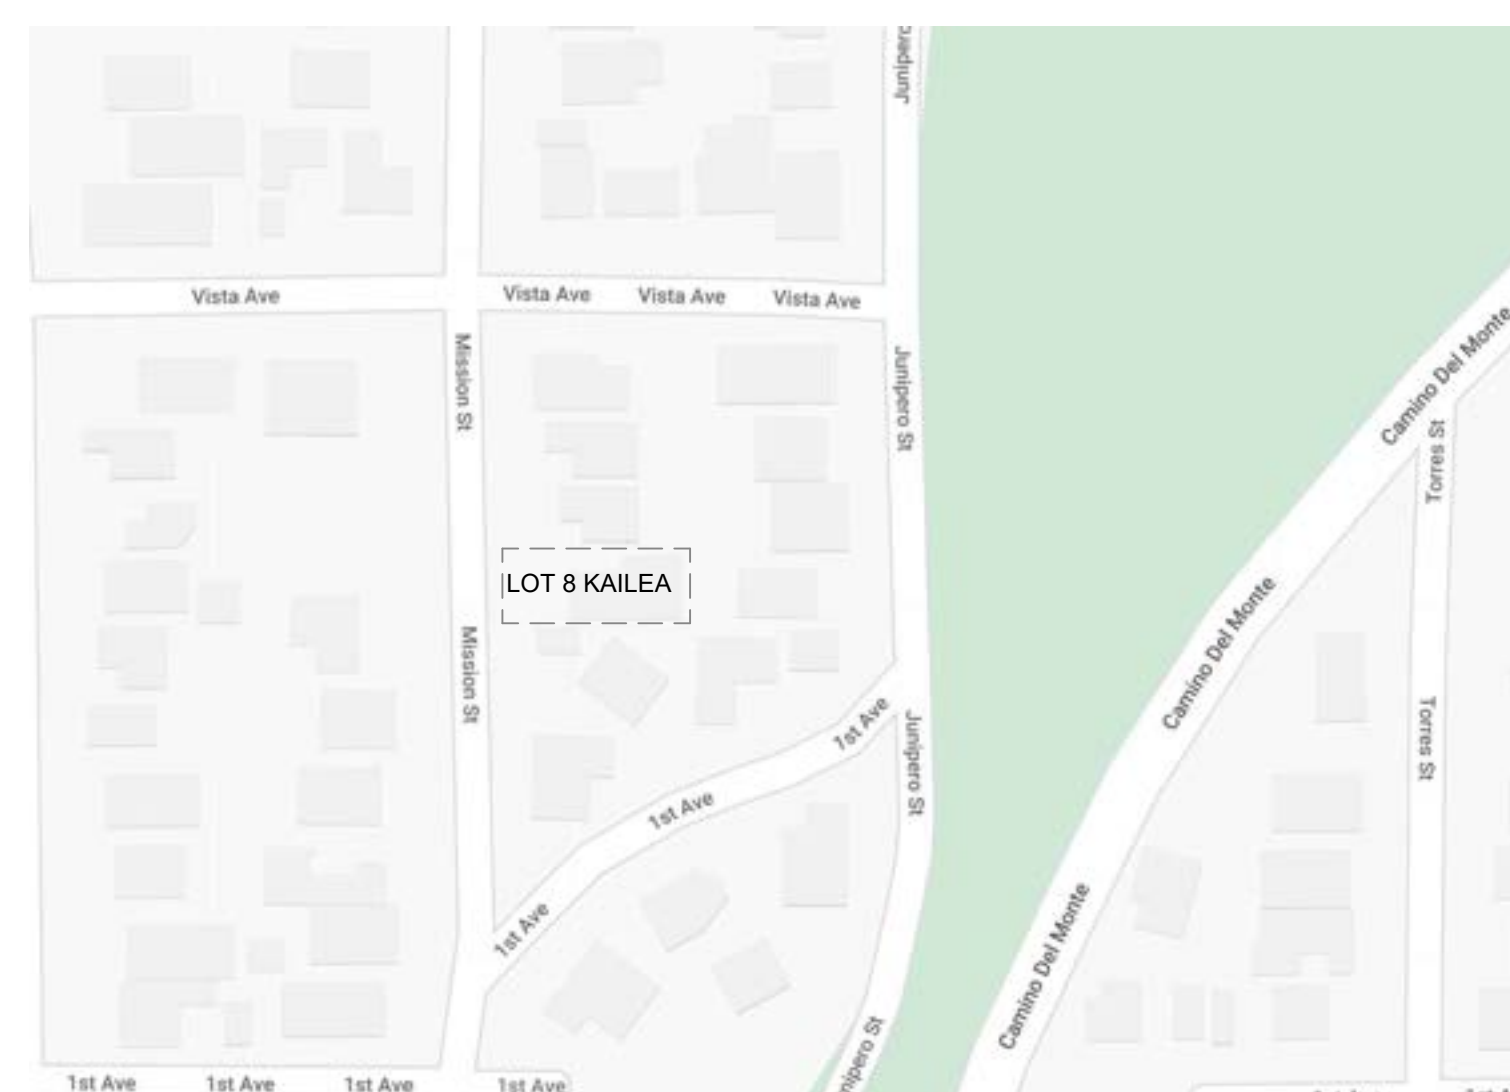 Junipero
Vista Ave
Vista Ave
Vista Ave
Vista Ave
Camino Del Monte
Mission St
Junipero St
Torres St
LOT 8 KAILEA
Camino Del Monte
Mission St
1st Ave
Junipero St
Torres St
1st Ave
1st Ave
Camino Del Monte
nipero St
1st Ave
1st Ave
1st Ave
1st Ave